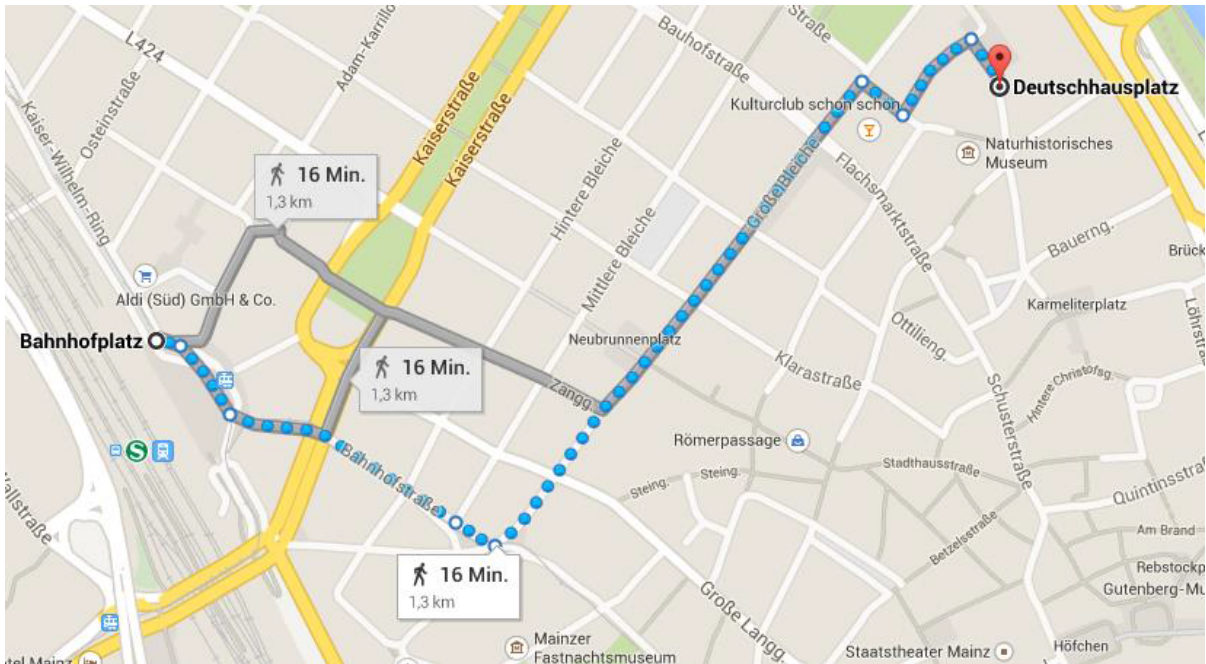 L424
Adam-Karrillo
Kaiserstraße
Kaiserstraße
Bauhofstraße
Straße
Deutschhausplatz
Kulturclub schon schön
Naturhistorisches
Museum
Kaiser-Wilhelm-Ring
Osteinstraße
16 Min.
1,3 km
Hintere Bleiche
Mittlere Bleiche
Große Bleiche
Flachsmarktstraße
Bauerng.
Brück
Aldi (Süd) GmbH & Co.
Karmeliterplatz
Löhrstra
Bahnhofplatz
Neubrunnenplatz
Ottilieng.
Klarastraße
16 Min.
1,3 km
Zangg.
Hintere Christofsg.
Schusterstraße
Römerpassage
S
Bahnhofstraße
Steing.
Steing.
Stadthausstraße
Quintinsstra
Wallstraße
Am Brand
Betzelsstraße
16 Min.
1,3 km
Rebstockp
Gutenberg-Mu
Große Langg.
Mainzer
Fastnachtsmuseum
Staatstheater Mainz
Höfchen
tel Mainz